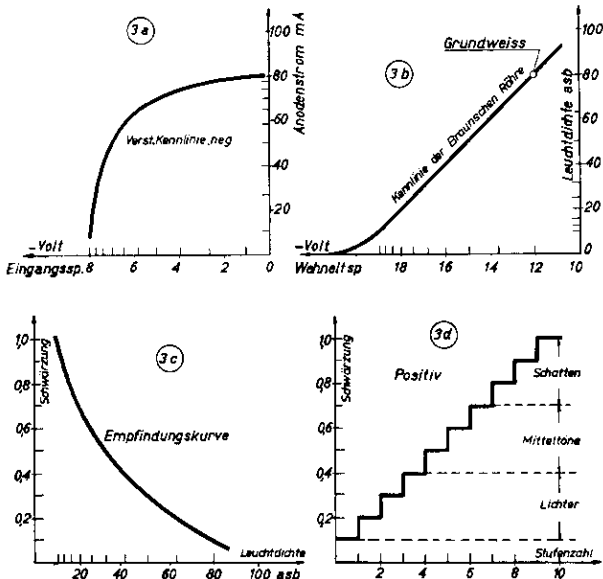 3a
Anodenstrom mA
100
80
60
40
20
Verst. Kennlinie, neg
-Volt
Eingangssp.
8
6
4
2
0
3b
Grundweiss
Kennlinie der Braunschen Röhre
Leuchtdichte asb
100
80
60
40
20
0
-Volt
Wehneltsp
18
16
14
12
10
3c
Schwärzung
1,0
0,8
0,6
0,4
0,2
Empfindungskurve
Leuchtdichte
20
40
60
80
100
asb
3d
Schwärzung
1,0
0,8
0,6
0,4
0,2
Positiv
Schatten
Mitteltöne
Lichter
Stufenzahl
2
4
6
8
10